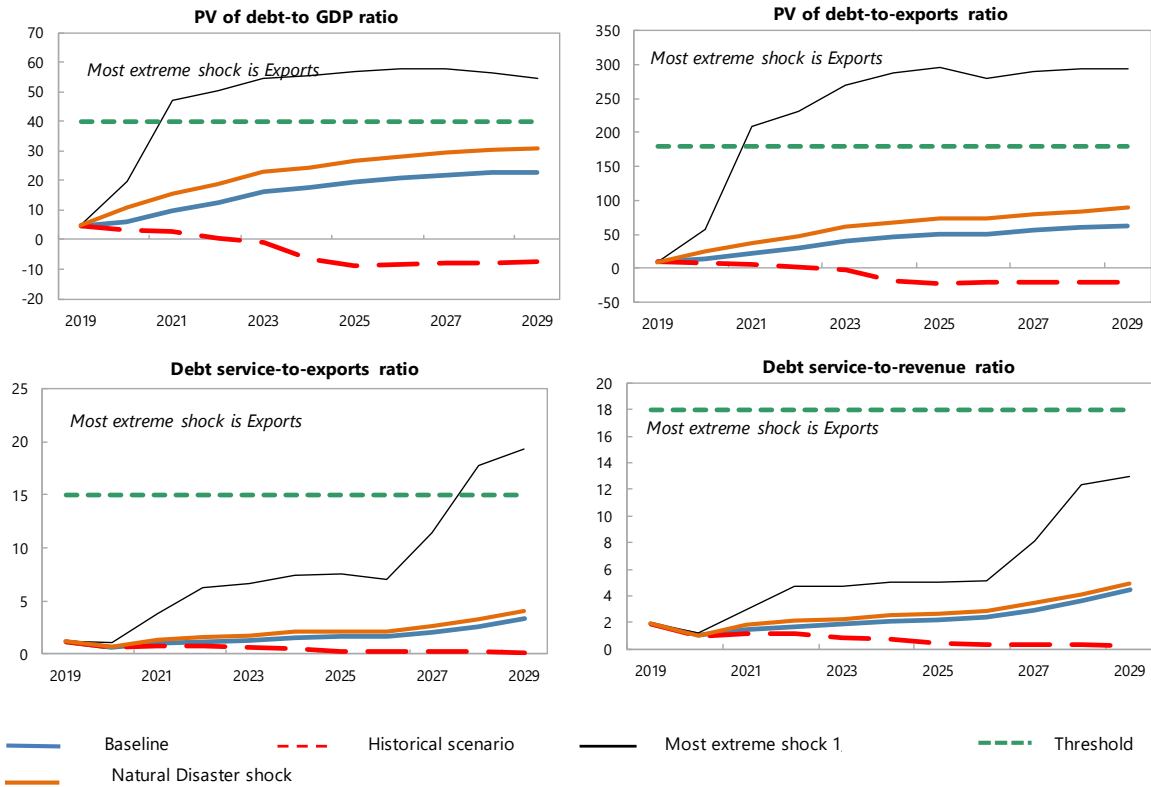 PV of debt-to GDP ratio
70
60
50
40
30
20
10
0
-10
-20
Most extreme shock is Exports
2019 2021 2023 2025 2027 2029
PV of debt-to-exports ratio
350
300
250
200
150
100
50
0
-50
Most extreme shock is Exports
2019 2021 2023 2025 2027 2029
Debt service-to-exports ratio
25
20
15
10
5
0
Most extreme shock is Exports
2019 2021 2023 2025 2027 2029
Debt service-to-revenue ratio
20
18
16
14
12
10
8
6
4
2
0
Most extreme shock is Exports
2019 2021 2023 2025 2027 2029
Baseline Historical scenario Most extreme shock 1 Threshold
Natural Disaster shock